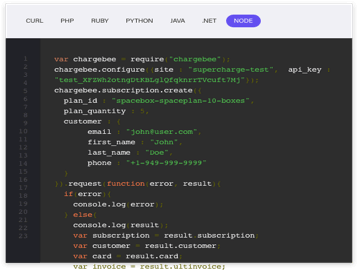 CURL PHP RUBY PYTHON JAVA .NET NODE
1 var chargebee = require("chargebee");
2 chargebee.configure({site : "supercharge-test", api_key :
3 "test_XFZWh2otngDtKBLglQfqknrrTVcuft7Mj"});
4 chargebee.subscription.create({
5 plan_id : "spacebox-spaceplan-10-boxes",
6 plan_quantity : 5,
7 customer : {
8 email : "john@user.com",
9 first_name : "John",
10 last_name : "Doe",
11 phone : "+1-949-999-9999"
12 }
13 }).request(function(error, result){
14 if(error){
15 console.log(error);
16 } else{
17 console.log(result);
18 var subscription = result.subscription;
19 var customer = result.customer;
20 var card = result.card
21 var invoice = result.ultinvoice;
22
23